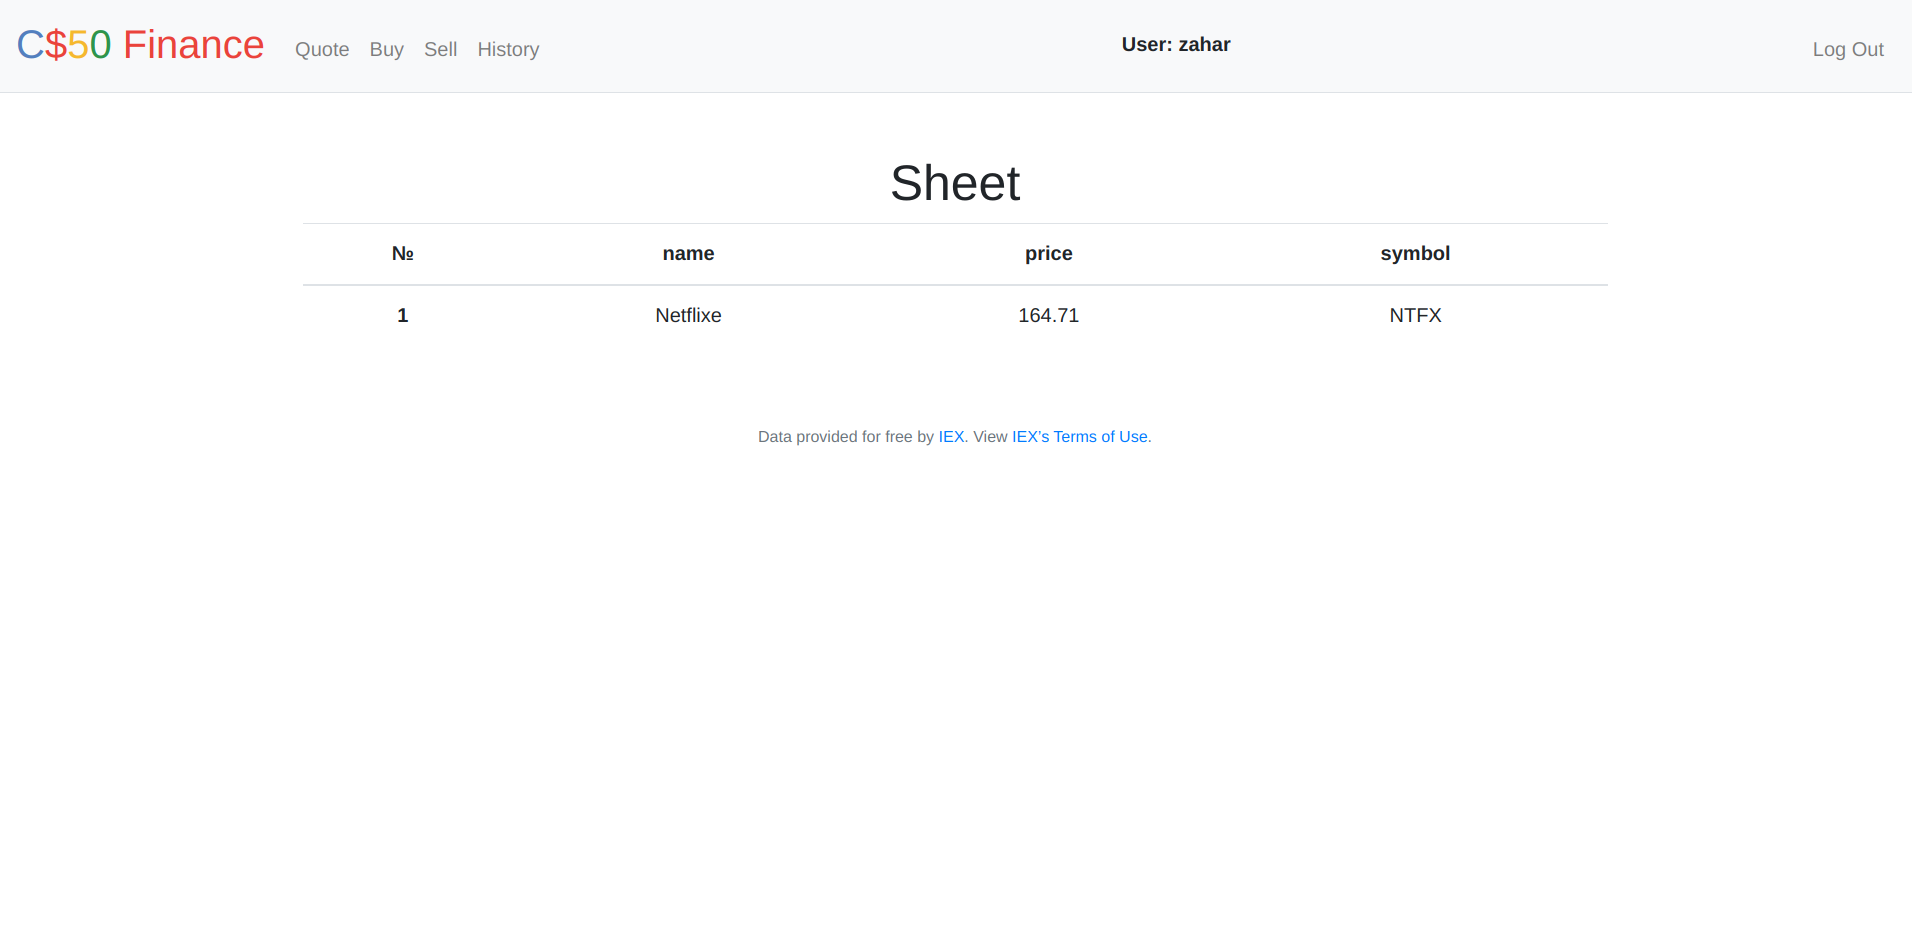 C$50 Finance Quote Buy Sell History User: zahar Log Out
Sheet
№ name price symbol
1 Netflixe 164.71 NTFX
Data provided for free by IEX. View IEX’s Terms of Use.